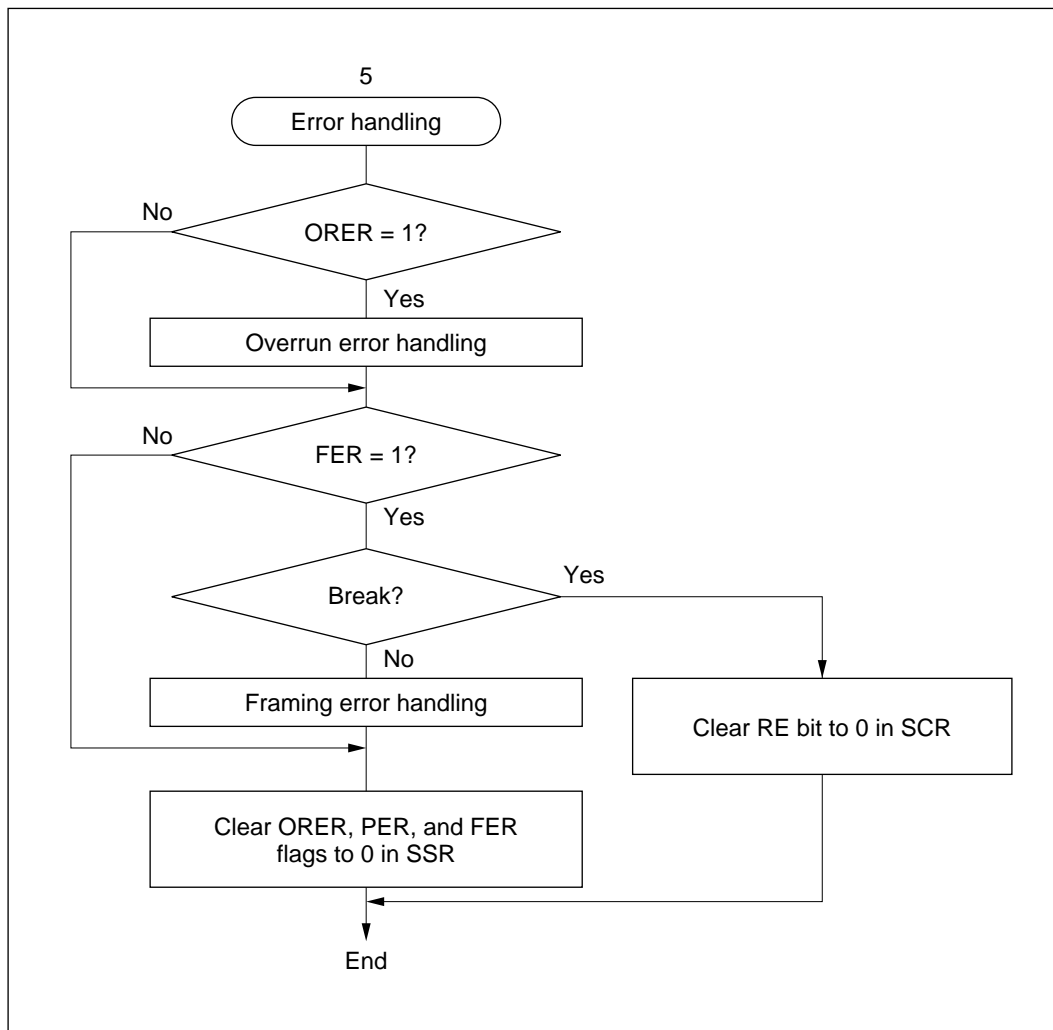 5
Error handling
No
ORER = 1?
Yes
Overrun error handling
No
FER = 1?
Yes
Break?
Yes
No
Framing error handling
Clear RE bit to 0 in SCR
Clear ORER, PER, and FER
flags to 0 in SSR
End